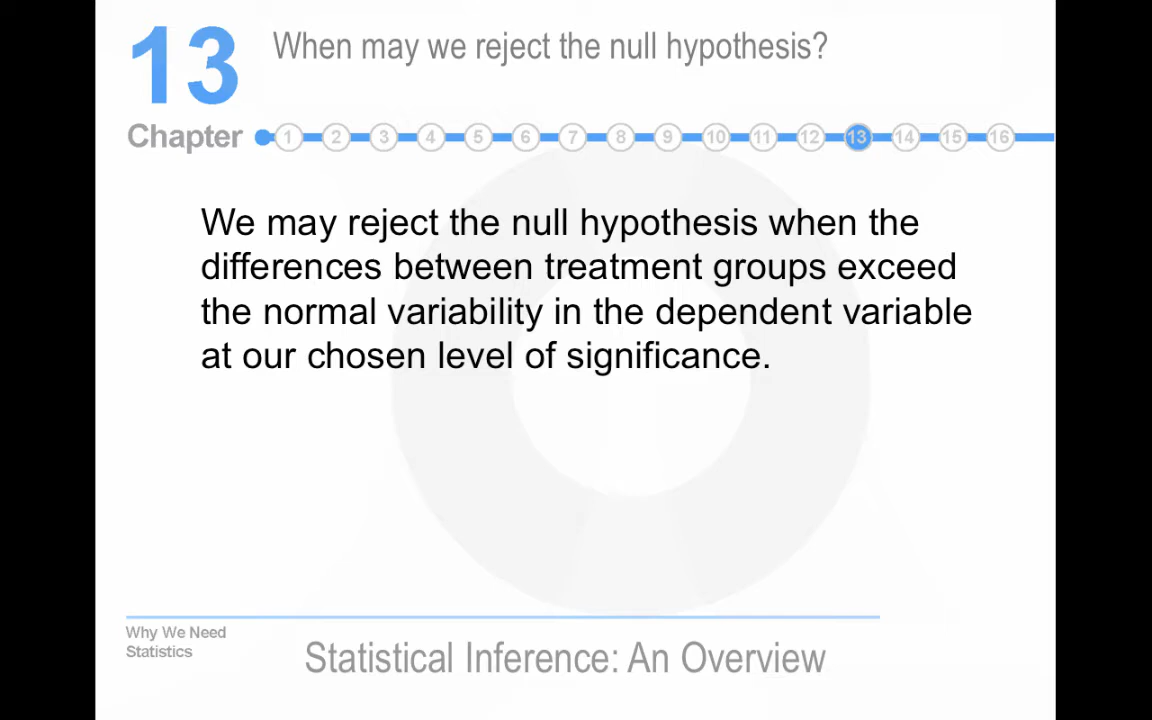 13
When may we reject the null hypothesis?
Chapter
1 2 3 4 5 6 7 8 9 10 11 12 13 14 15 16
We may reject the null hypothesis when the
differences between treatment groups exceed
the normal variability in the dependent variable
at our chosen level of significance.
Why We Need
Statistics
Statistical Inference: An Overview